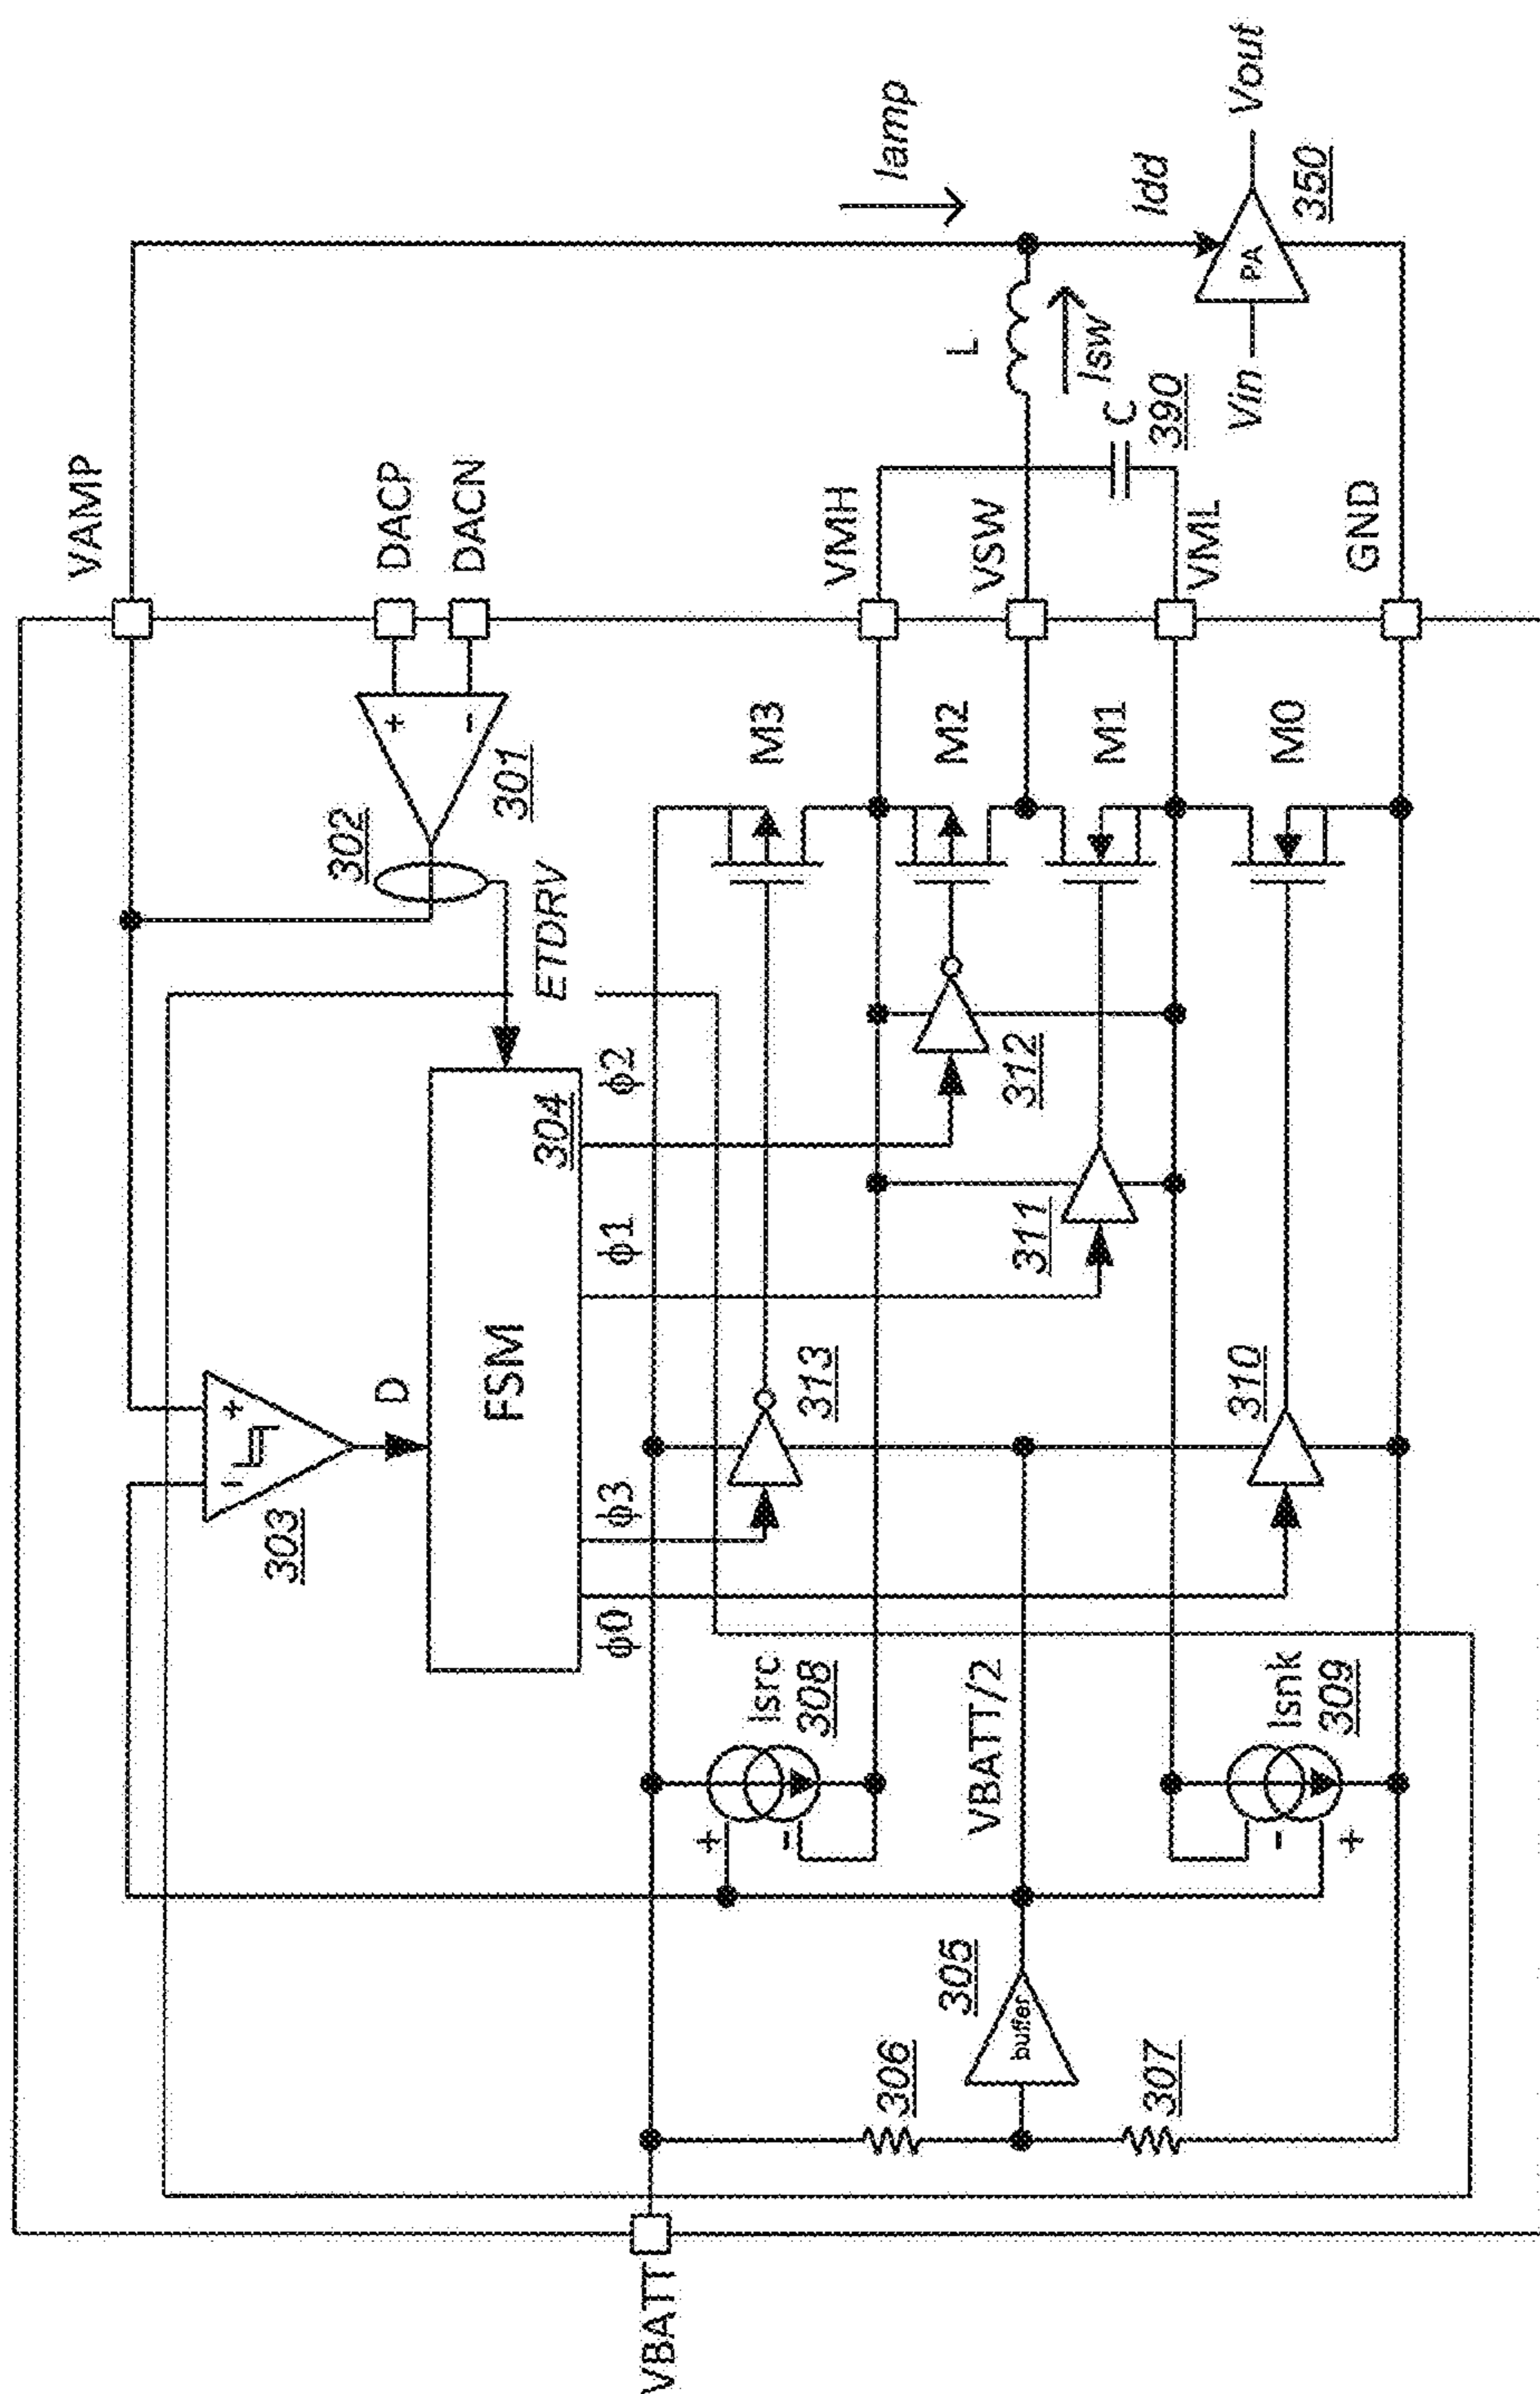 VAMP
DACP
DACN
+
-
301
302
ETDRV
303
-
+
D
FSM
304
ϕ0
ϕ3
ϕ1
ϕ2
VBATT
306
307
buffer
305
VBATT/2
+
-
Isrc
308
-
+
Isnk
309
313
310
311
312
M3
M2
M1
M0
VMH
VSW
VML
GND
L
Isw
C
390
Iamp
Idd
Vin
PA
350
Vout